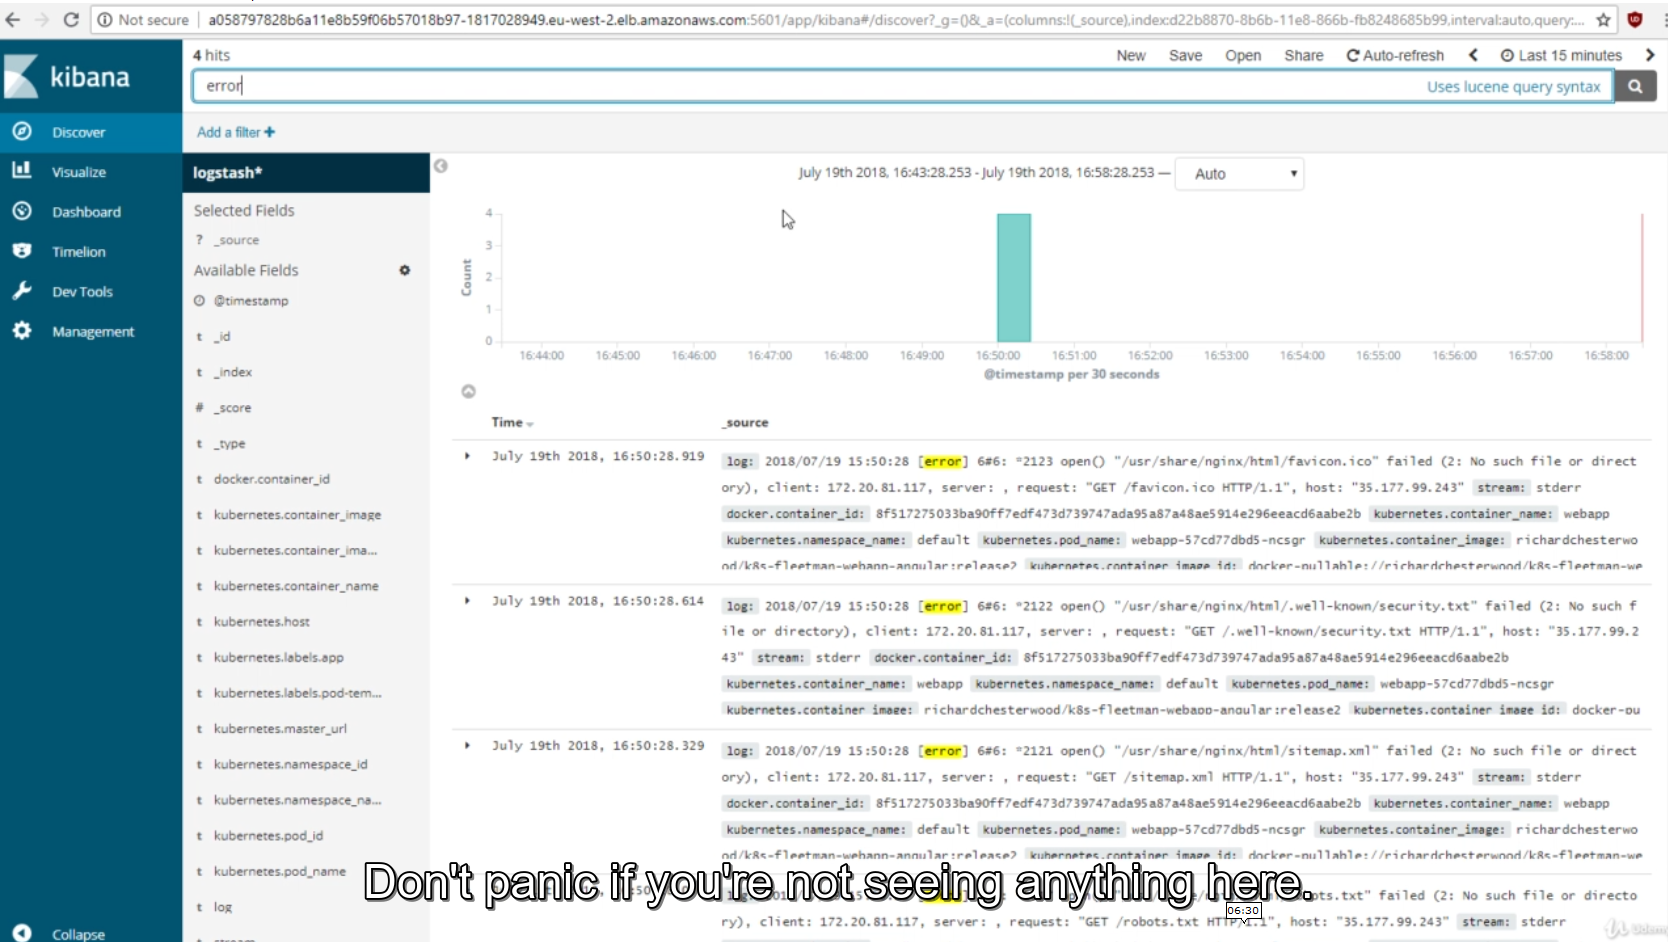 Not secure a058797828b6a11e8b59f06b57018b97-1817028949.eu-west-2.elb.amazonaws.com:5601/app/kibana#/discover?_g=()&_a=(columns:!(_source),index:d22b8870-8b6b-11e8-866b-fb8248685b99,interval:auto,query:...
kibana
Discover
Visualize
Dashboard
Timelion
Dev Tools
Management
Collapse
4 hits
New Save Open Share Auto-refresh Last 15 minutes
error
Uses lucene query syntax
Add a filter +
logstash*
Selected Fields
? _source
Available Fields
@timestamp
t _id
t _index
# _score
t _type
t docker.container_id
t kubernetes.container_image
t kubernetes.container_ima...
t kubernetes.container_name
t kubernetes.host
t kubernetes.labels.app
t kubernetes.labels.pod-tem...
t kubernetes.master_url
t kubernetes.namespace_id
t kubernetes.namespace_na...
t kubernetes.pod_id
t kubernetes.pod_name
t log
July 19th 2018, 16:43:28.253 - July 19th 2018, 16:58:28.253 — Auto
Count
4
3
2
1
0
16:44:00 16:45:00 16:46:00 16:47:00 16:48:00 16:49:00 16:50:00 16:51:00 16:52:00 16:53:00 16:54:00 16:55:00 16:56:00 16:57:00 16:58:00
@timestamp per 30 seconds
Time _source
July 19th 2018, 16:50:28.919
log: 2018/07/19 15:50:28 [error] 6#6: *2123 open() "/usr/share/nginx/html/favicon.ico" failed (2: No such file or direct
ory), client: 172.20.81.117, server: , request: "GET /favicon.ico HTTP/1.1", host: "35.177.99.243" stream: stderr
docker.container_id: 8f517275033ba90ff7edf473d739747ada95a87a48ae5914e296eeacd6aabe2b kubernetes.container_name: webapp
kubernetes.namespace_name: default kubernetes.pod_name: webapp-57cd77dbd5-ncsgr kubernetes.container_image: richardchesterwo
od/k8s-fleetman-webapp-angular:release2 kubernetes.container_image_id: docker-pullable://richardchesterwood/k8s-fleetman-we
July 19th 2018, 16:50:28.614
log: 2018/07/19 15:50:28 [error] 6#6: *2122 open() "/usr/share/nginx/html/.well-known/security.txt" failed (2: No such f
ile or directory), client: 172.20.81.117, server: , request: "GET /.well-known/security.txt HTTP/1.1", host: "35.177.99.2
43" stream: stderr docker.container_id: 8f517275033ba90ff7edf473d739747ada95a87a48ae5914e296eeacd6aabe2b
kubernetes.container_name: webapp kubernetes.namespace_name: default kubernetes.pod_name: webapp-57cd77dbd5-ncsgr
kubernetes.container_image: richardchesterwood/k8s-fleetman-webapp-angular:release2 kubernetes.container_image_id: docker-pu
July 19th 2018, 16:50:28.329
log: 2018/07/19 15:50:28 [error] 6#6: *2121 open() "/usr/share/nginx/html/sitemap.xml" failed (2: No such file or direct
ory), client: 172.20.81.117, server: , request: "GET /sitemap.xml HTTP/1.1", host: "35.177.99.243" stream: stderr
docker.container_id: 8f517275033ba90ff7edf473d739747ada95a87a48ae5914e296eeacd6aabe2b kubernetes.container_name: webapp
kubernetes.namespace_name: default kubernetes.pod_name: webapp-57cd77dbd5-ncsgr kubernetes.container_image: richardchesterwo
od/k8s-fleetman-webapp-angular:release2 kubernetes.container_image_id: docker-pullable://richardchesterwood/k8s-fleetman-we
Don't panic if you're not seeing anything here.
failed (2: No such file or directo
06:30
ry), client: 172.20.81.117, server: , request: "GET /robots.txt HTTP/1.1", host: "35.177.99.243" stream: stderr
Udemy